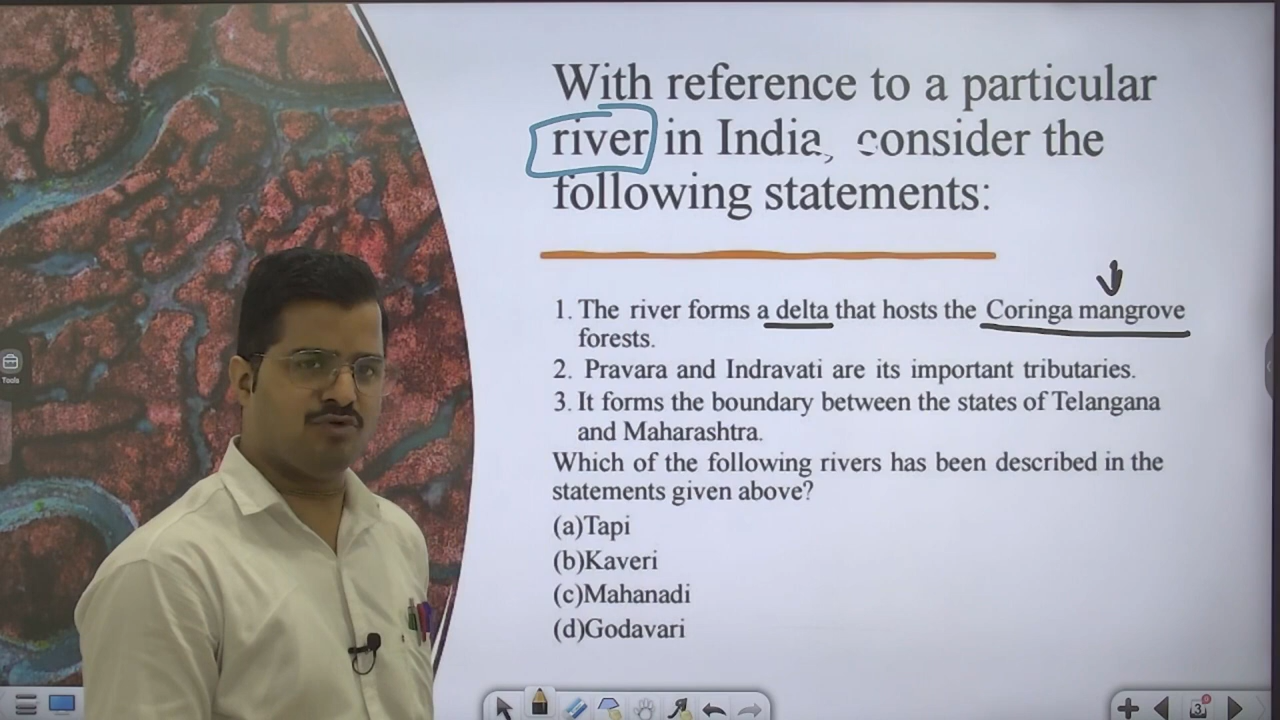 With reference to a particular
river in India, consider the
following statements:
1. The river forms a delta that hosts the Coringa mangrove
forests.
2. Pravara and Indravati are its important tributaries.
3. It forms the boundary between the states of Telangana
and Maharashtra.
Which of the following rivers has been described in the
statements given above?
(a)Tapi
(b)Kaveri
(c)Mahanadi
(d)Godavari
Tools
3